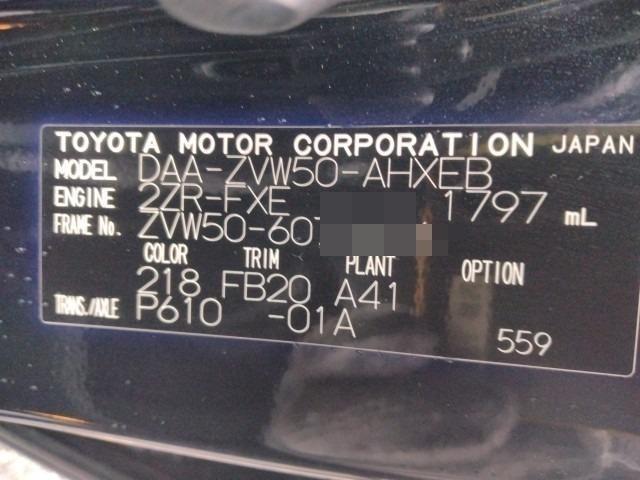 TOYOTA MOTOR CORPORATION JAPAN
MODEL DAA-ZVW50-AHXEB
ENGINE 2ZR-FXE 1797 mL
FRAME No. ZVW50-607
COLOR TRIM PLANT OPTION
218 FB20 A41
TRANS./AXLE P610 -01A
559